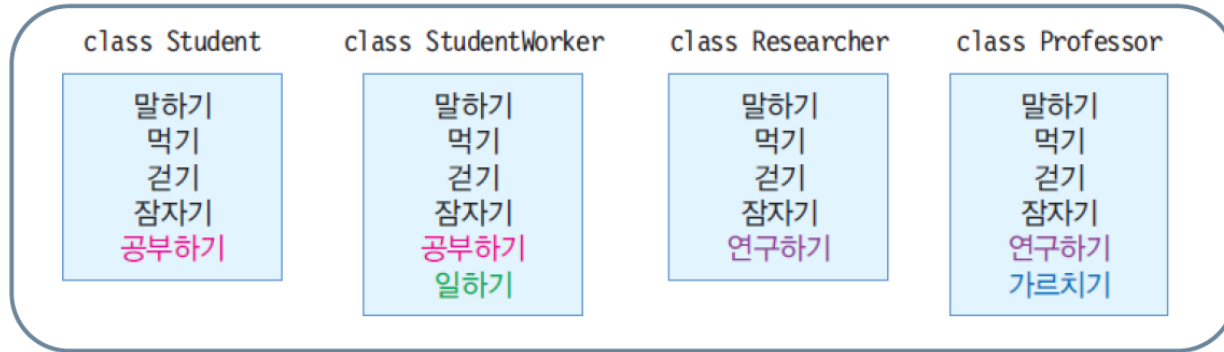 class Student
말하기
먹기
걷기
잠자기
공부하기
class StudentWorker
말하기
먹기
걷기
잠자기
공부하기
일하기
class Researcher
말하기
먹기
걷기
잠자기
연구하기
class Professor
말하기
먹기
걷기
잠자기
연구하기
가르치기